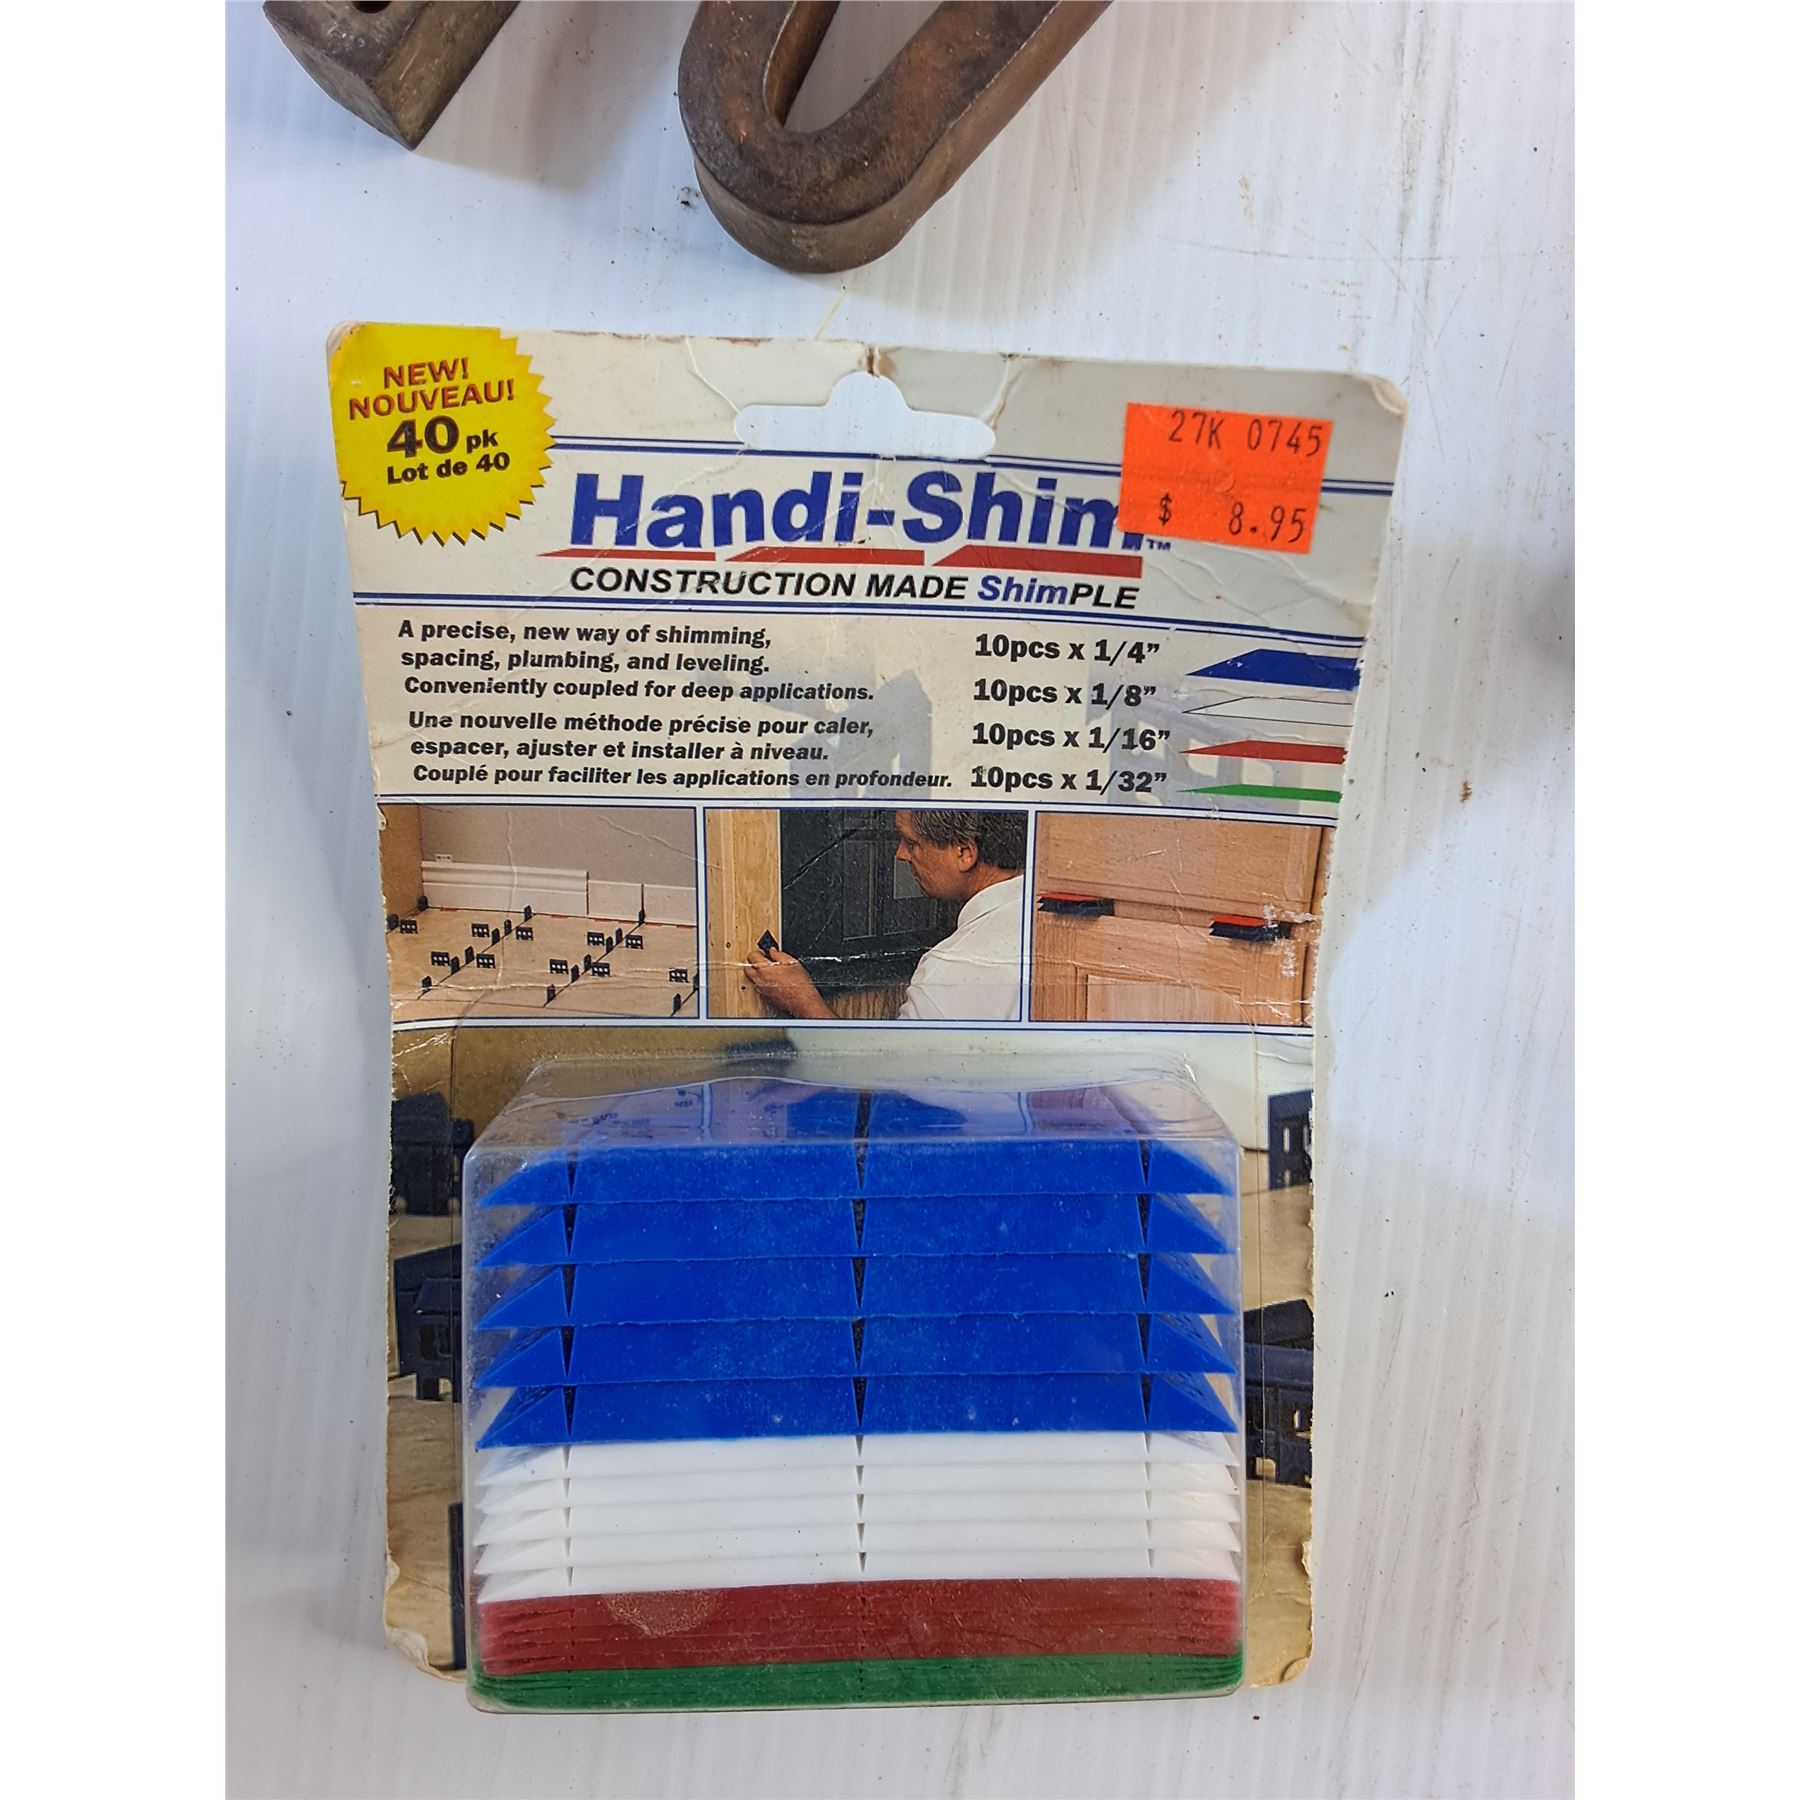 NEW!
NOUVEAU!
40 pk
Lot de 40
27K 0745
$ 8.95
Handi-Shim™
CONSTRUCTION MADE ShimPLE
A precise, new way of shimming,
spacing, plumbing, and leveling.
Conveniently coupled for deep applications.
Une nouvelle méthode précise pour caler,
espacer, ajuster et installer à niveau.
Couplé pour faciliter les applications en profondeur.
10pcs x 1/4”
10pcs x 1/8”
10pcs x 1/16”
10pcs x 1/32”